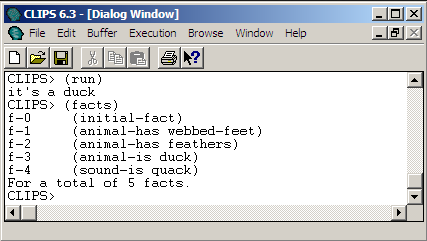 CLIPS 6.3 - [Dialog Window]
File Edit Buffer Execution Browse Window Help
CLIPS> (run)
it's a duck
CLIPS> (facts)
f-0 (initial-fact)
f-1 (animal-has webbed-feet)
f-2 (animal-has feathers)
f-3 (animal-is duck)
f-4 (sound-is quack)
For a total of 5 facts.
CLIPS>